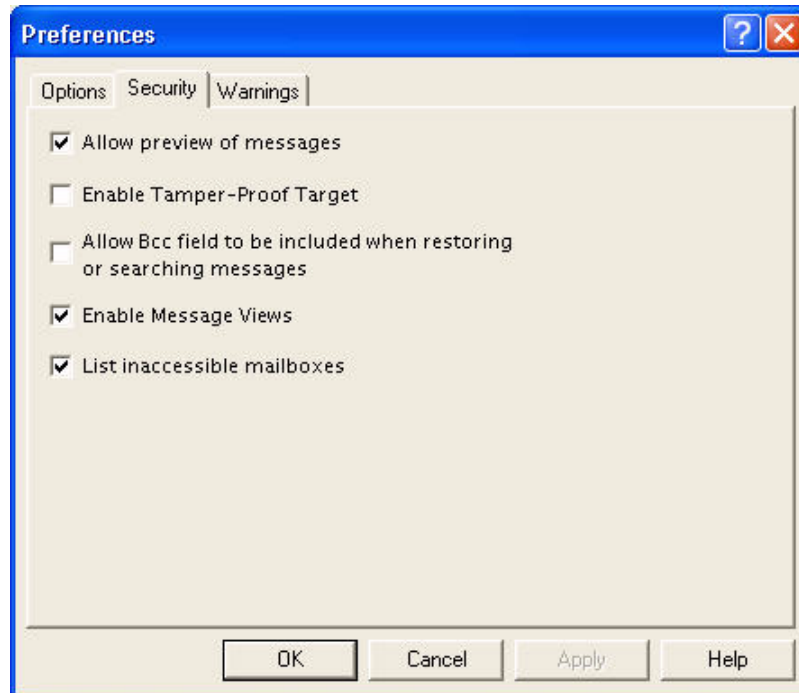 Preferences
Options Security Warnings
Allow preview of messages
Enable Tamper-Proof Target
Allow Bcc field to be included when restoring
or searching messages
Enable Message Views
List inaccessible mailboxes
OK Cancel Apply Help